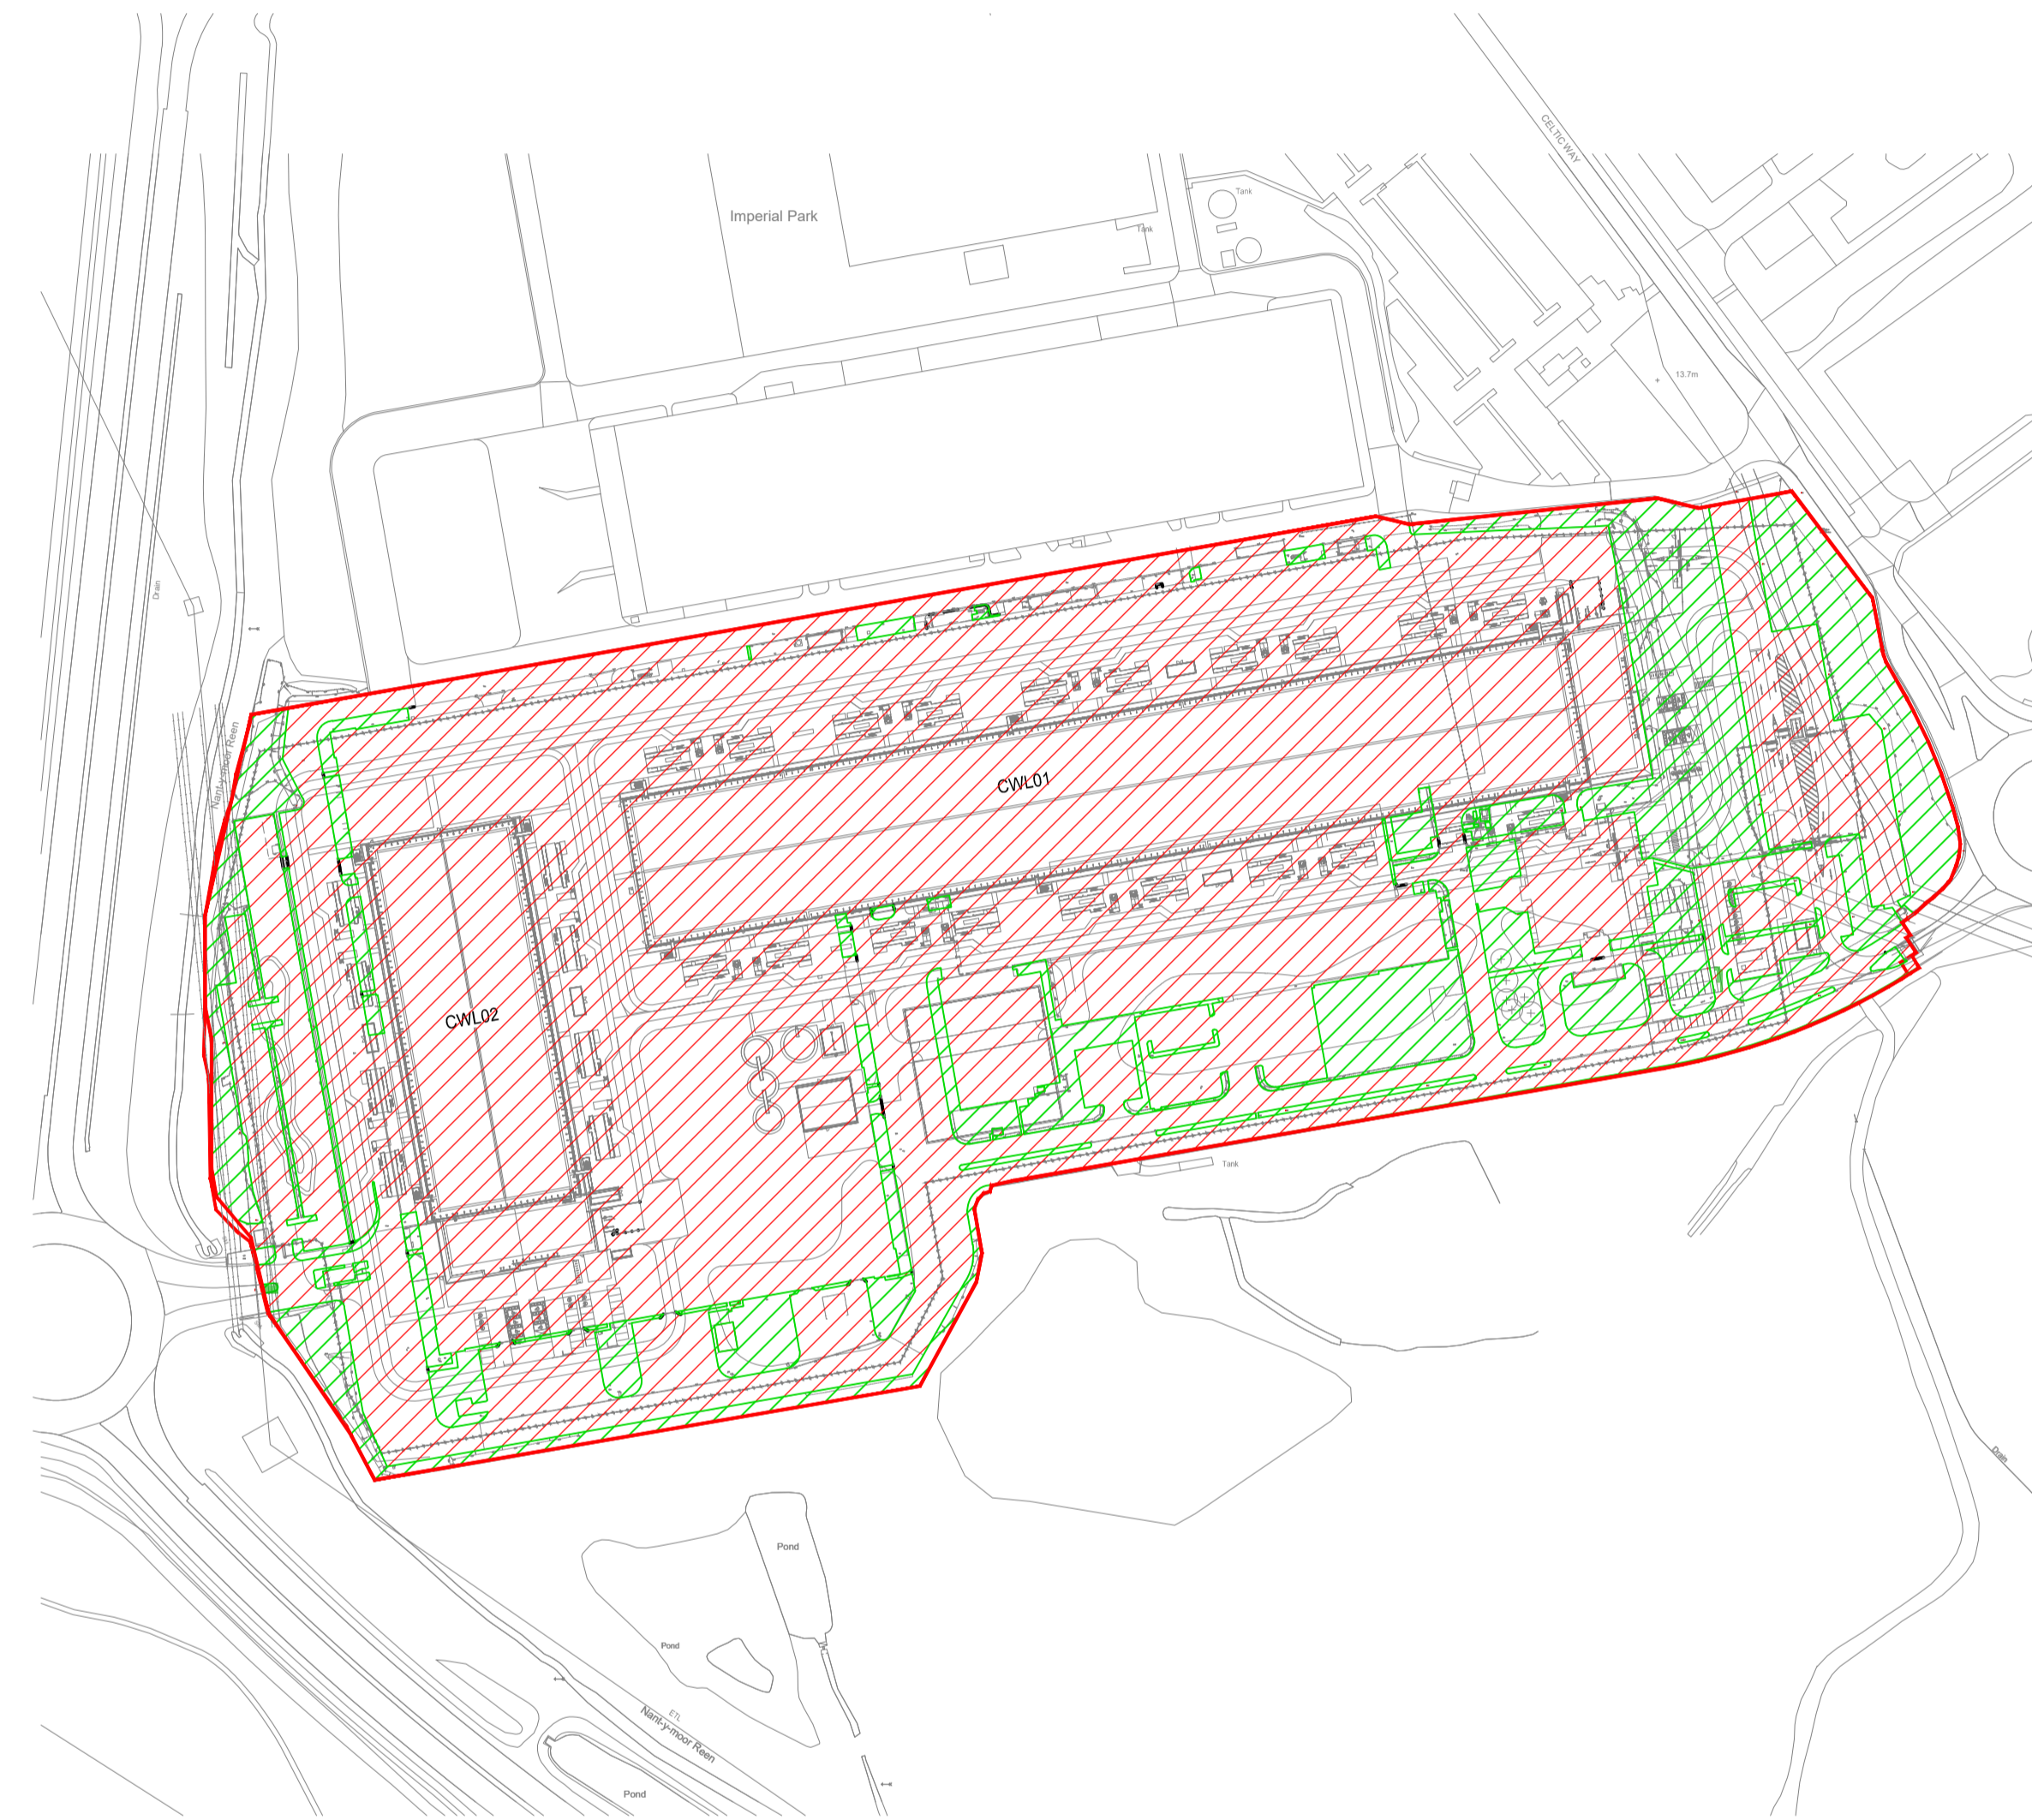 CELTIC WAY
Tank
Imperial Park
Tank
13.7m
Drain
Nant-y-moor Reen
CWL01
CWL02
Tank
Drain
Pond
Pond
ETL
Nant-y-moor Reen
Pond